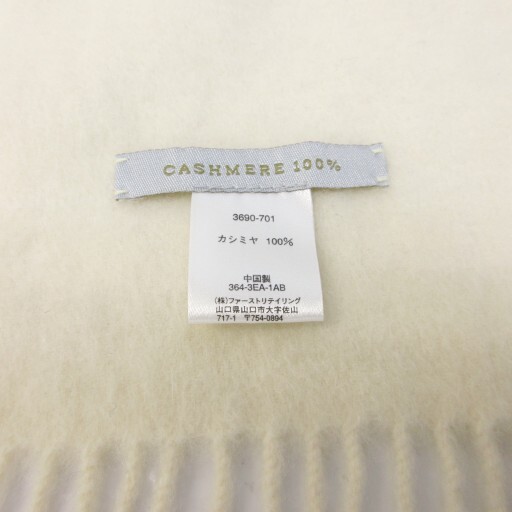 CASHMERE 100%
3690-701
カシミヤ 100%
中国製
364-3EA-1AB
(株)ファーストリテイリング
山口県山口市大字佐山
717-1 〒754-0894